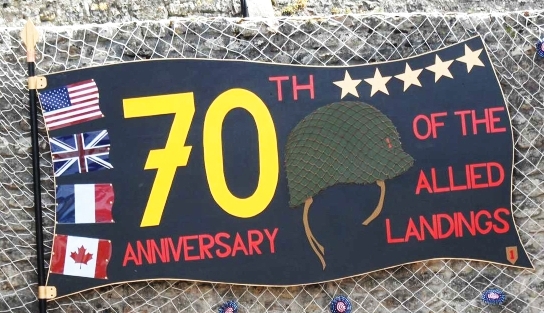 70
TH
ANNIVERSARY
OF THE
ALLIED
LANDINGS